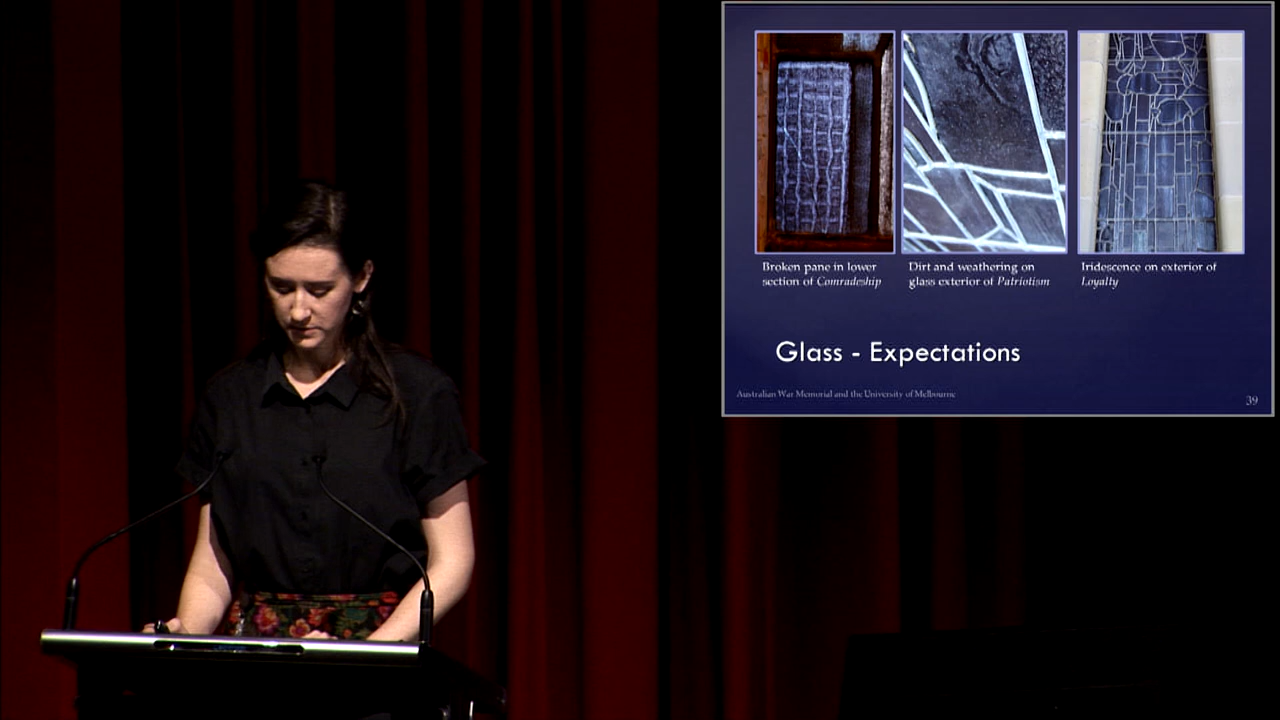 Broken pane in lower
section of Comradeship
Dirt and weathering on
glass exterior of Patriotism
Iridescence on exterior of
Loyalty
Glass - Expectations
Australian War Memorial and the University of Melbourne
39